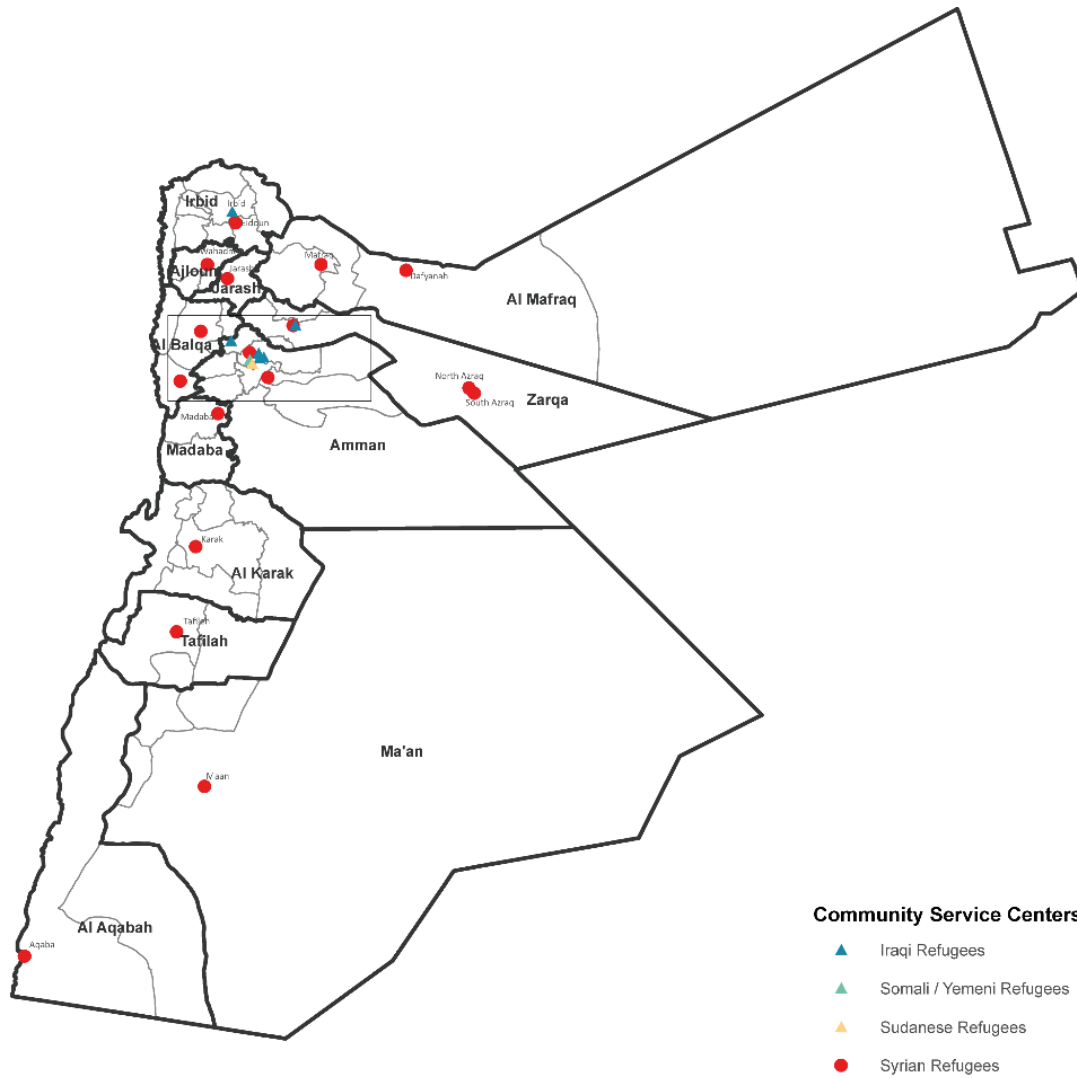 Irbid
Irbid
Wahadneh
Ajloun
Jarash
Jarash
Mafraq
Dafyanah
Al Mafraq
Al Balqa
North Azraq
South Azraq
Zarqa
Madaba
Madaba
Amman
Karak
Al Karak
Tafilah
Tafilah
Ma'an
Maan
Al Aqabah
Aqaba
Community Service Centers
Iraqi Refugees
Somali / Yemeni Refugees
Sudanese Refugees
Syrian Refugees